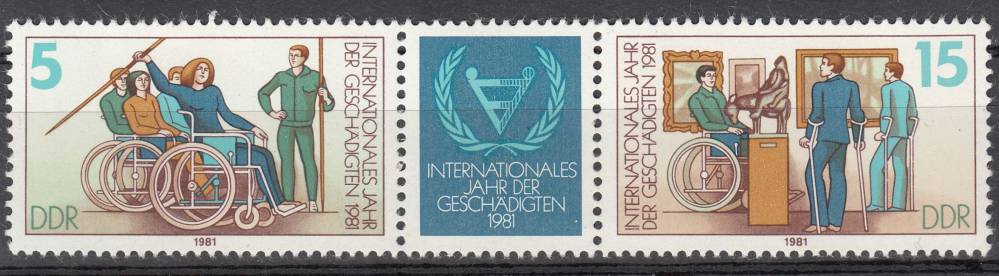 5
INTERNATIONALES JAHR
DER GESCHÄDIGTEN 1981
DDR
1981
INTERNATIONALES
JAHR DER
GESCHÄDIGTEN
1981
INTERNATIONALES JAHR
DER GESCHÄDIGTEN 1981
15
DDR
1981